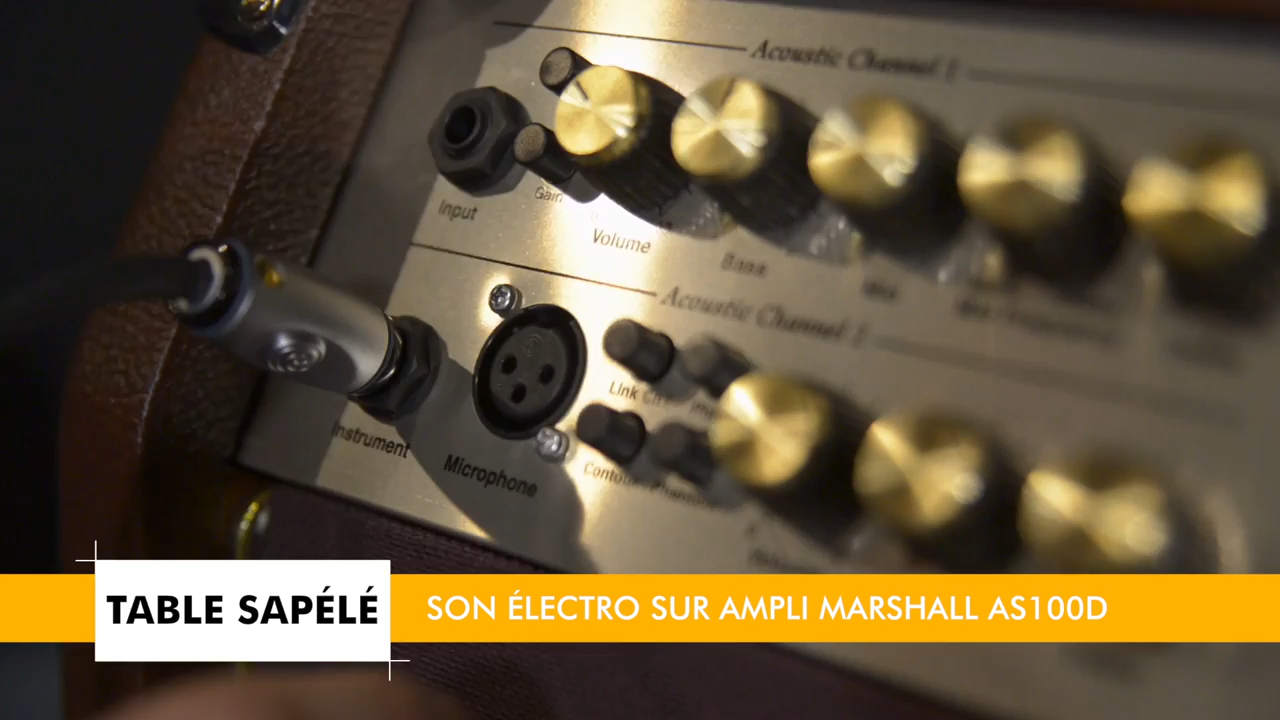 Acoustic Channel 1
Input
Gain
Volume
Bass
Acoustic Channel 1
Link
Instrument
Microphone
Contour
Phantom
TABLE SAPÉLÉ
SON ÉLECTRO SUR AMPLI MARSHALL AS100D